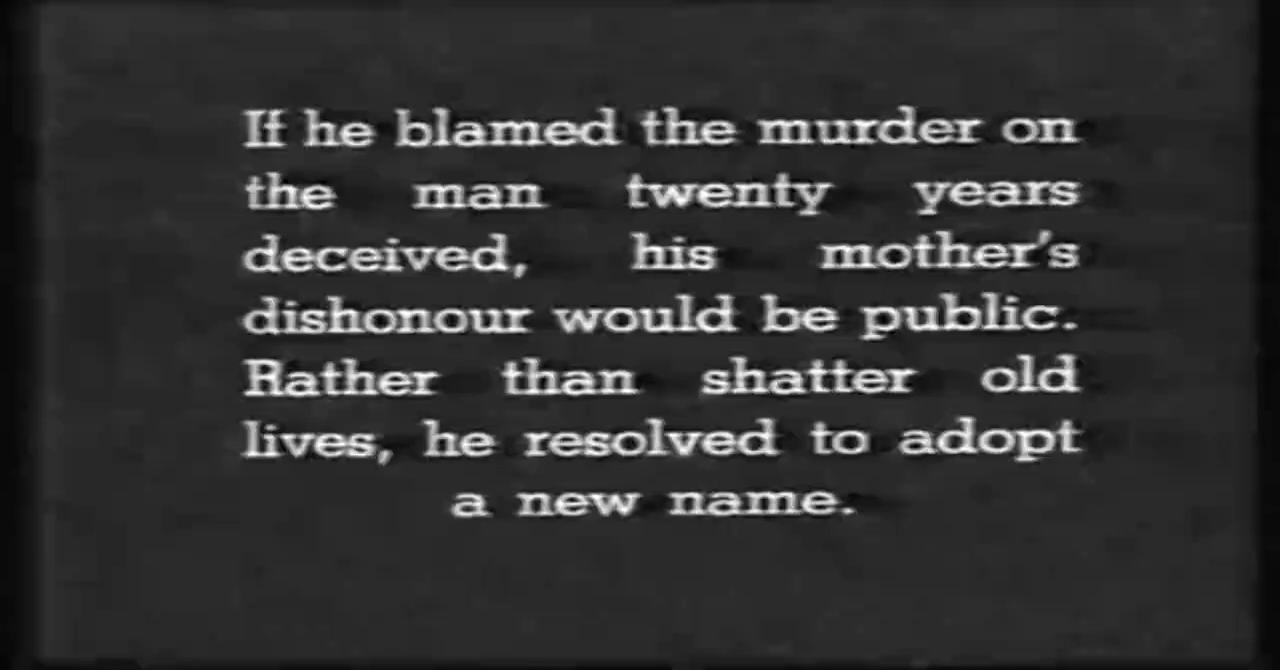 If he blamed the murder on
the man twenty years
deceived, his mother's
dishonour would be public.
Rather than shatter old
lives, he resolved to adopt
a new name.